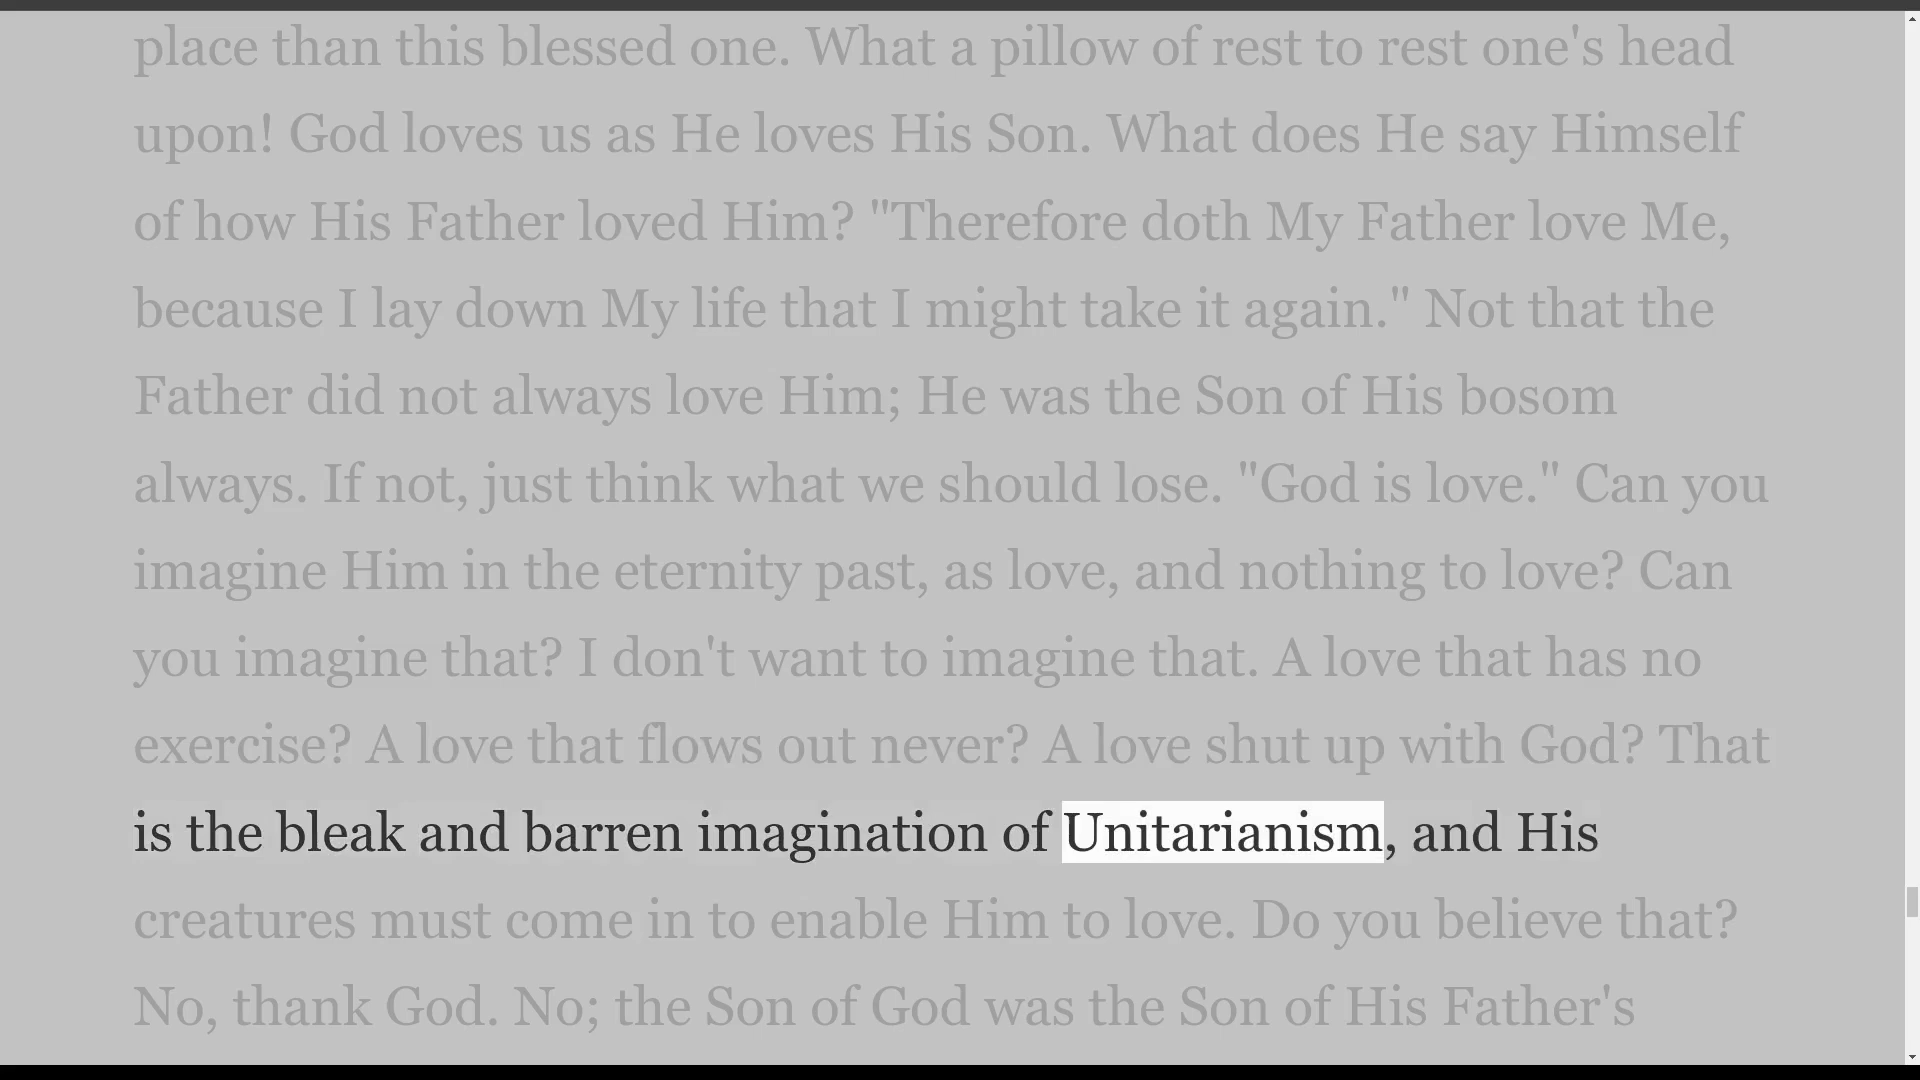 place than this blessed one. What a pillow of rest to rest one's head
upon! God loves us as He loves His Son. What does He say Himself
of how His Father loved Him? "Therefore doth My Father love Me,
because I lay down My life that I might take it again." Not that the
Father did not always love Him; He was the Son of His bosom
always. If not, just think what we should lose. "God is love." Can you
imagine Him in the eternity past, as love, and nothing to love? Can
you imagine that? I don't want to imagine that. A love that has no
exercise? A love that flows out never? A love shut up with God? That
is the bleak and barren imagination of Unitarianism, and His
creatures must come in to enable Him to love. Do you believe that?
No, thank God. No; the Son of God was the Son of His Father's